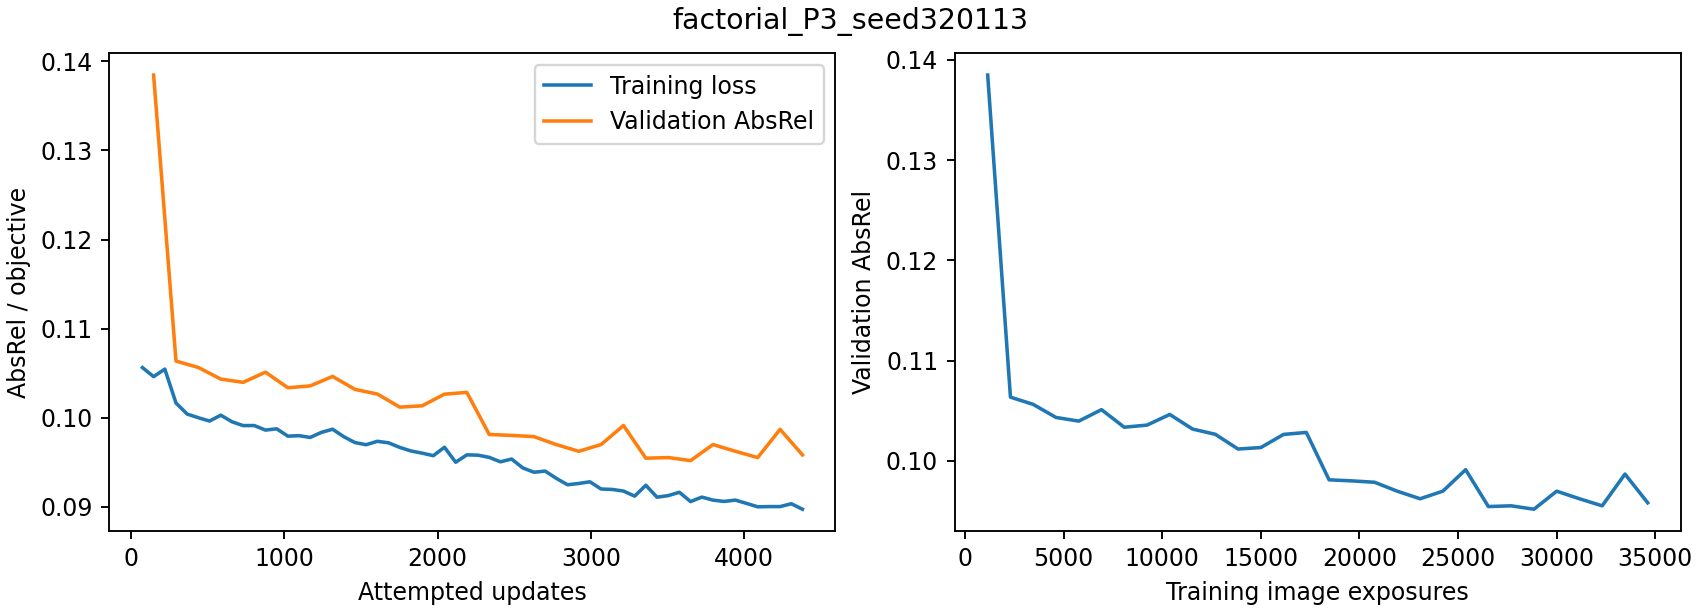 factorial_P3_seed320113
0.14
0.13
0.12
0.11
0.10
0.09
AbsRel / objective
Training loss
Validation AbsRel
0 1000 2000 3000 4000
Attempted updates
0.14
0.13
0.12
0.11
0.10
Validation AbsRel
0 5000 10000 15000 20000 25000 30000 35000
Training image exposures